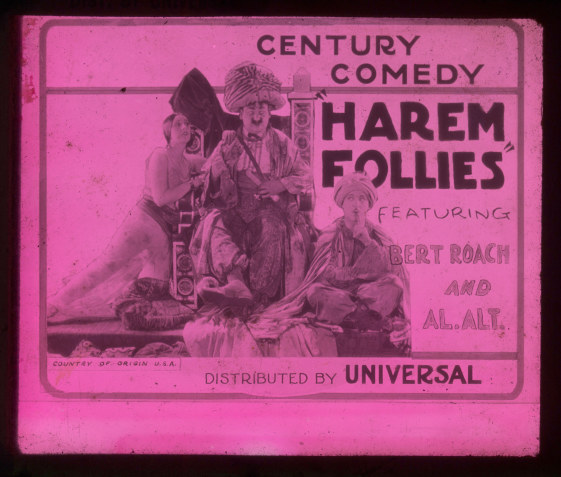 CENTURY
COMEDY
"HAREM
FOLLIES"
FEATURING
BERT ROACH
AND
AL. ALT.
COUNTRY OF ORIGIN U.S.A.
DISTRIBUTED BY UNIVERSAL